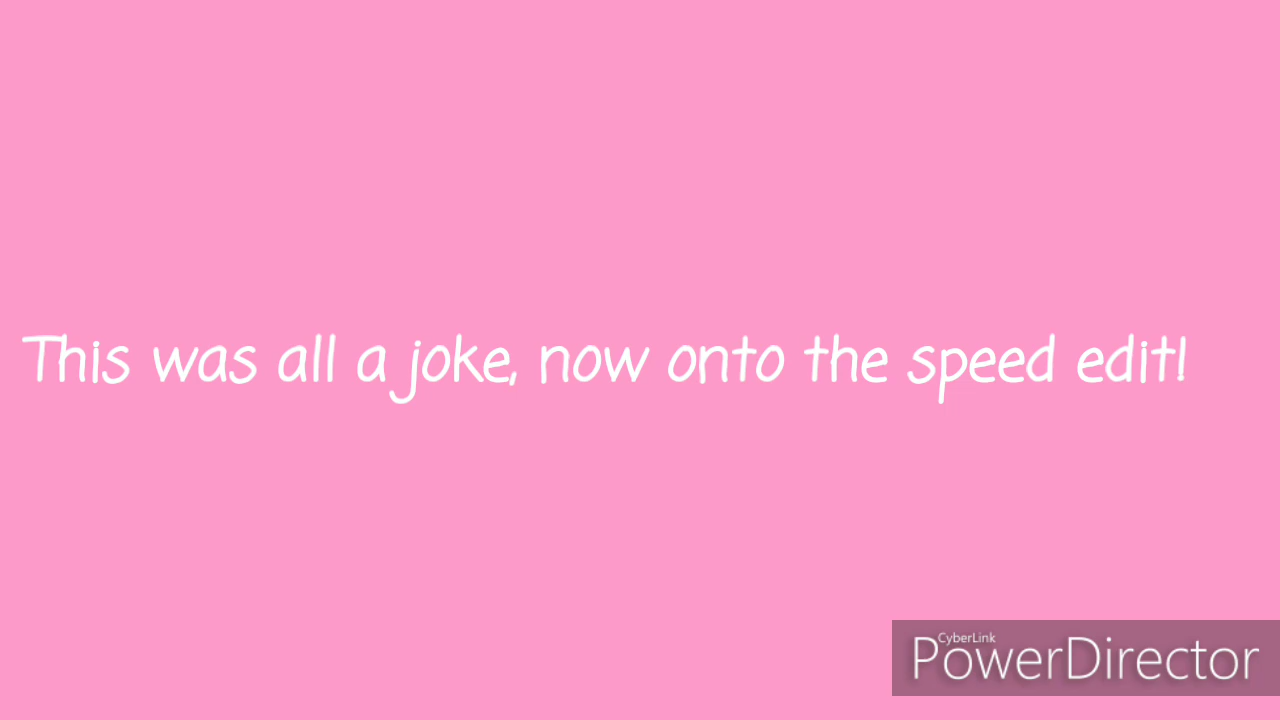 This was all a joke, now onto the speed edit!
CyberLink
PowerDirector